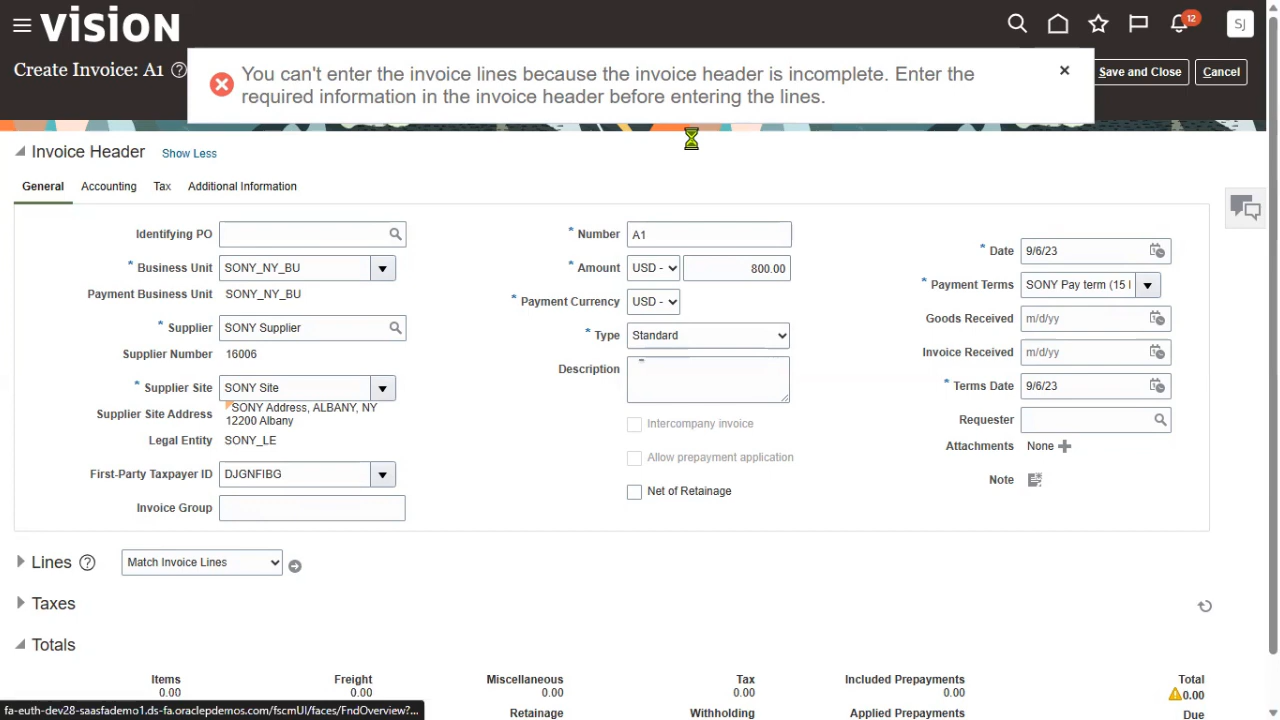 vision
12
SJ
Create Invoice: A1
You can't enter the invoice lines because the invoice header is incomplete. Enter the
required information in the invoice header before entering the lines.
Save and Close
Cancel
Invoice Header
Show Less
General
Accounting
Tax
Additional Information
Identifying PO
* Business Unit SONY_NY_BU
Payment Business Unit SONY_NY_BU
* Supplier SONY Supplier
Supplier Number 16006
* Supplier Site SONY Site
Supplier Site Address SONY Address, ALBANY, NY
12200 Albany
Legal Entity SONY_LE
First-Party Taxpayer ID DJGNFIBG
Invoice Group
* Number A1
* Amount USD - 800.00
* Payment Currency USD -
* Type Standard
Description
Intercompany invoice
Allow prepayment application
Net of Retainage
* Date 9/6/23
* Payment Terms SONY Pay term (15 
Goods Received m/d/yy
Invoice Received m/d/yy
* Terms Date 9/6/23
Requester
Attachments None
Note
Lines Match Invoice Lines
Taxes
Totals
Items Freight Miscellaneous Tax Included Prepayments Total
0.00 0.00 0.00 0.00 0.00 0.00
Retainage Withholding Applied Prepayments Due
fa-euth-dev28-saasfademo1.ds-fa.oraclepdemos.com/fscmUI/faces/FndOverview?...